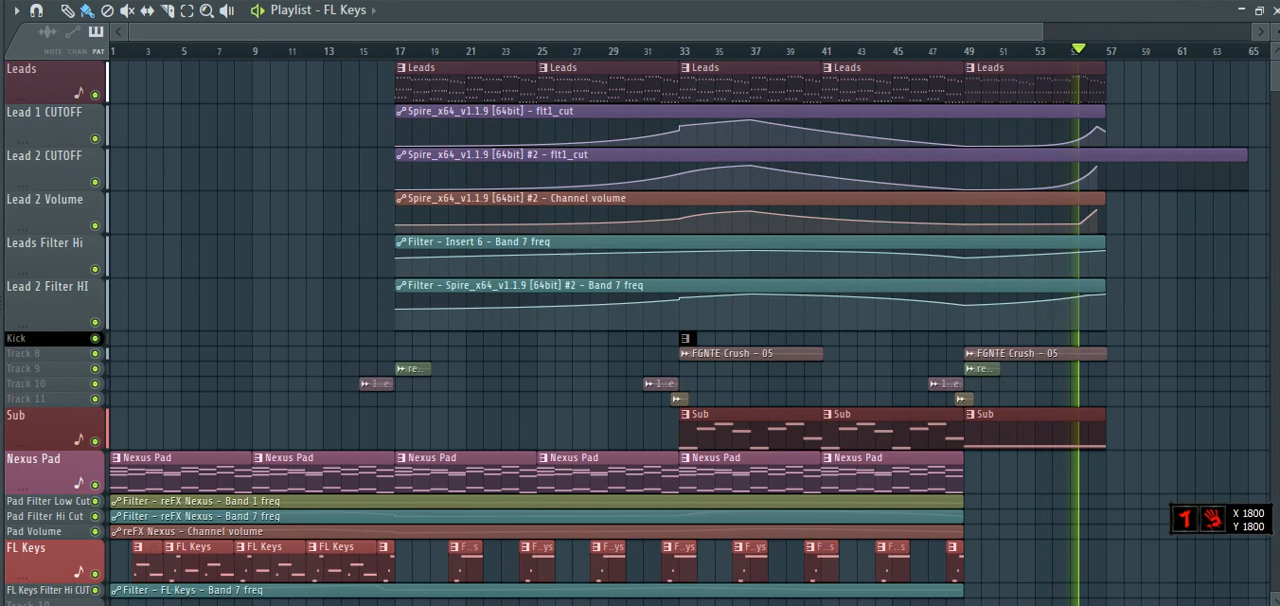 Playlist - FL Keys
NOTE CHAN PAT
1 3 5 7 9 11 13 15 17 19 21 23 25 27 29 31 33 35 37 39 41 43 45 47 49 51 53 57 59 61 63 65
Leads Leads Leads Leads Leads Leads
Lead 1 CUTOFF Spire_x64_v1.1.9 [64bit] - flt1_cut
Lead 2 CUTOFF Spire_x64_v1.1.9 [64bit] #2 - flt1_cut
Lead 2 Volume Spire_x64_v1.1.9 [64bit] #2 - Channel volume
Leads Filter Hi Filter - Insert 6 - Band 7 freq
Lead 2 Filter HI Filter - Spire_x64_v1.1.9 [64bit] #2 - Band 7 freq
Kick
Track 8 FGNTE Crush - 05 FGNTE Crush - 05
Track 9 re.. re..
Track 10 1...e 1...e 1...e
Track 11
Sub Sub Sub Sub
Nexus Pad Nexus Pad Nexus Pad Nexus Pad Nexus Pad Nexus Pad Nexus Pad
Pad Filter Low Cut Filter - reFX Nexus - Band 1 freq
Pad Filter Hi Cut Filter - reFX Nexus - Band 7 freq
Pad Volume reFX Nexus - Channel volume
X 1800
Y 1800
FL Keys FL Keys FL Keys FL Keys F...s F...ys F...ys F...ys F...ys F...s F...s
FL Keys Filter Hi CUT Filter - FL Keys - Band 7 freq